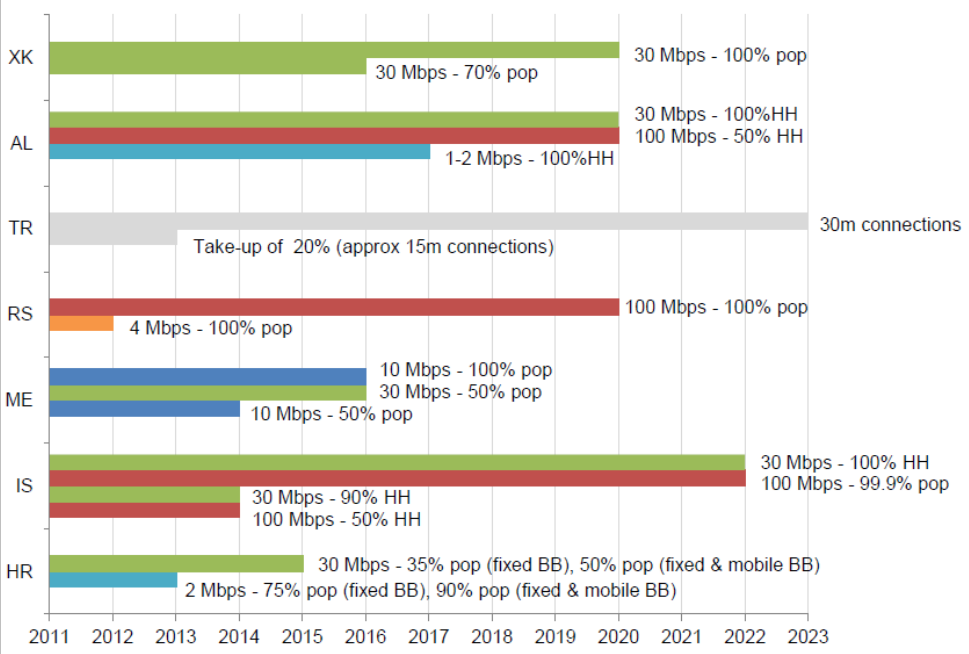 XK
30 Mbps - 100% pop
30 Mbps - 70% pop
30 Mbps - 100%HH
AL
100 Mbps - 50% HH
1-2 Mbps - 100%HH
TR
30m connections
Take-up of 20% (approx 15m connections)
RS
100 Mbps - 100% pop
4 Mbps - 100% pop
10 Mbps - 100% pop
ME
30 Mbps - 50% pop
10 Mbps - 50% pop
30 Mbps - 100% HH
IS
100 Mbps - 99.9% pop
30 Mbps - 90% HH
100 Mbps - 50% HH
HR
30 Mbps - 35% pop (fixed BB), 50% pop (fixed & mobile BB)
2 Mbps - 75% pop (fixed BB), 90% pop (fixed & mobile BB)
2011 2012 2013 2014 2015 2016 2017 2018 2019 2020 2021 2022 2023